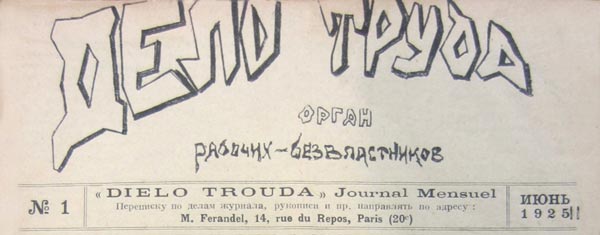 ДЕЛО ТРУДА
ОРГАН
РАБОЧИХ-БЕЗВЛАСТНИКОВ
№ 1
« DIELO TROUDA » Journal Mensuel
Переписку по делам журнала, рукописи и пр. направлять по адресу :
M. Ferandel, 14, rue du Repos, Paris (20e)
ИЮНЬ
1925